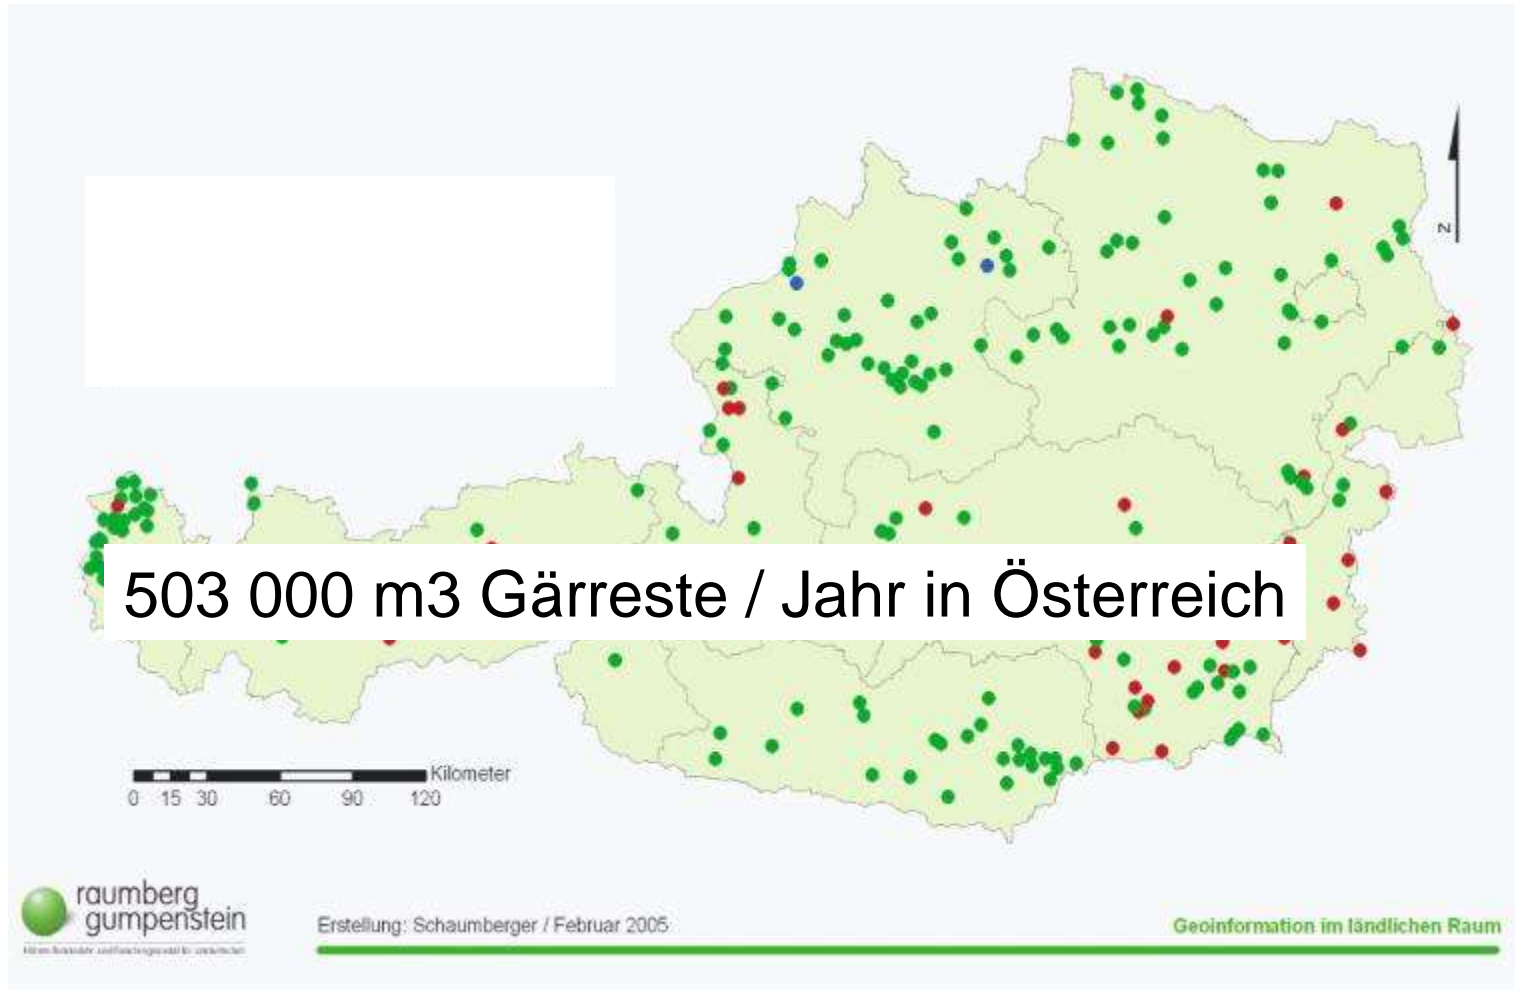 N
503 000 m3 Gärreste / Jahr in Österreich
Kilometer
0 15 30 60 90 120
raumberg
gumpenstein
Erstellung: Schaumberger / Februar 2005
Geoinformation im ländlichen Raum